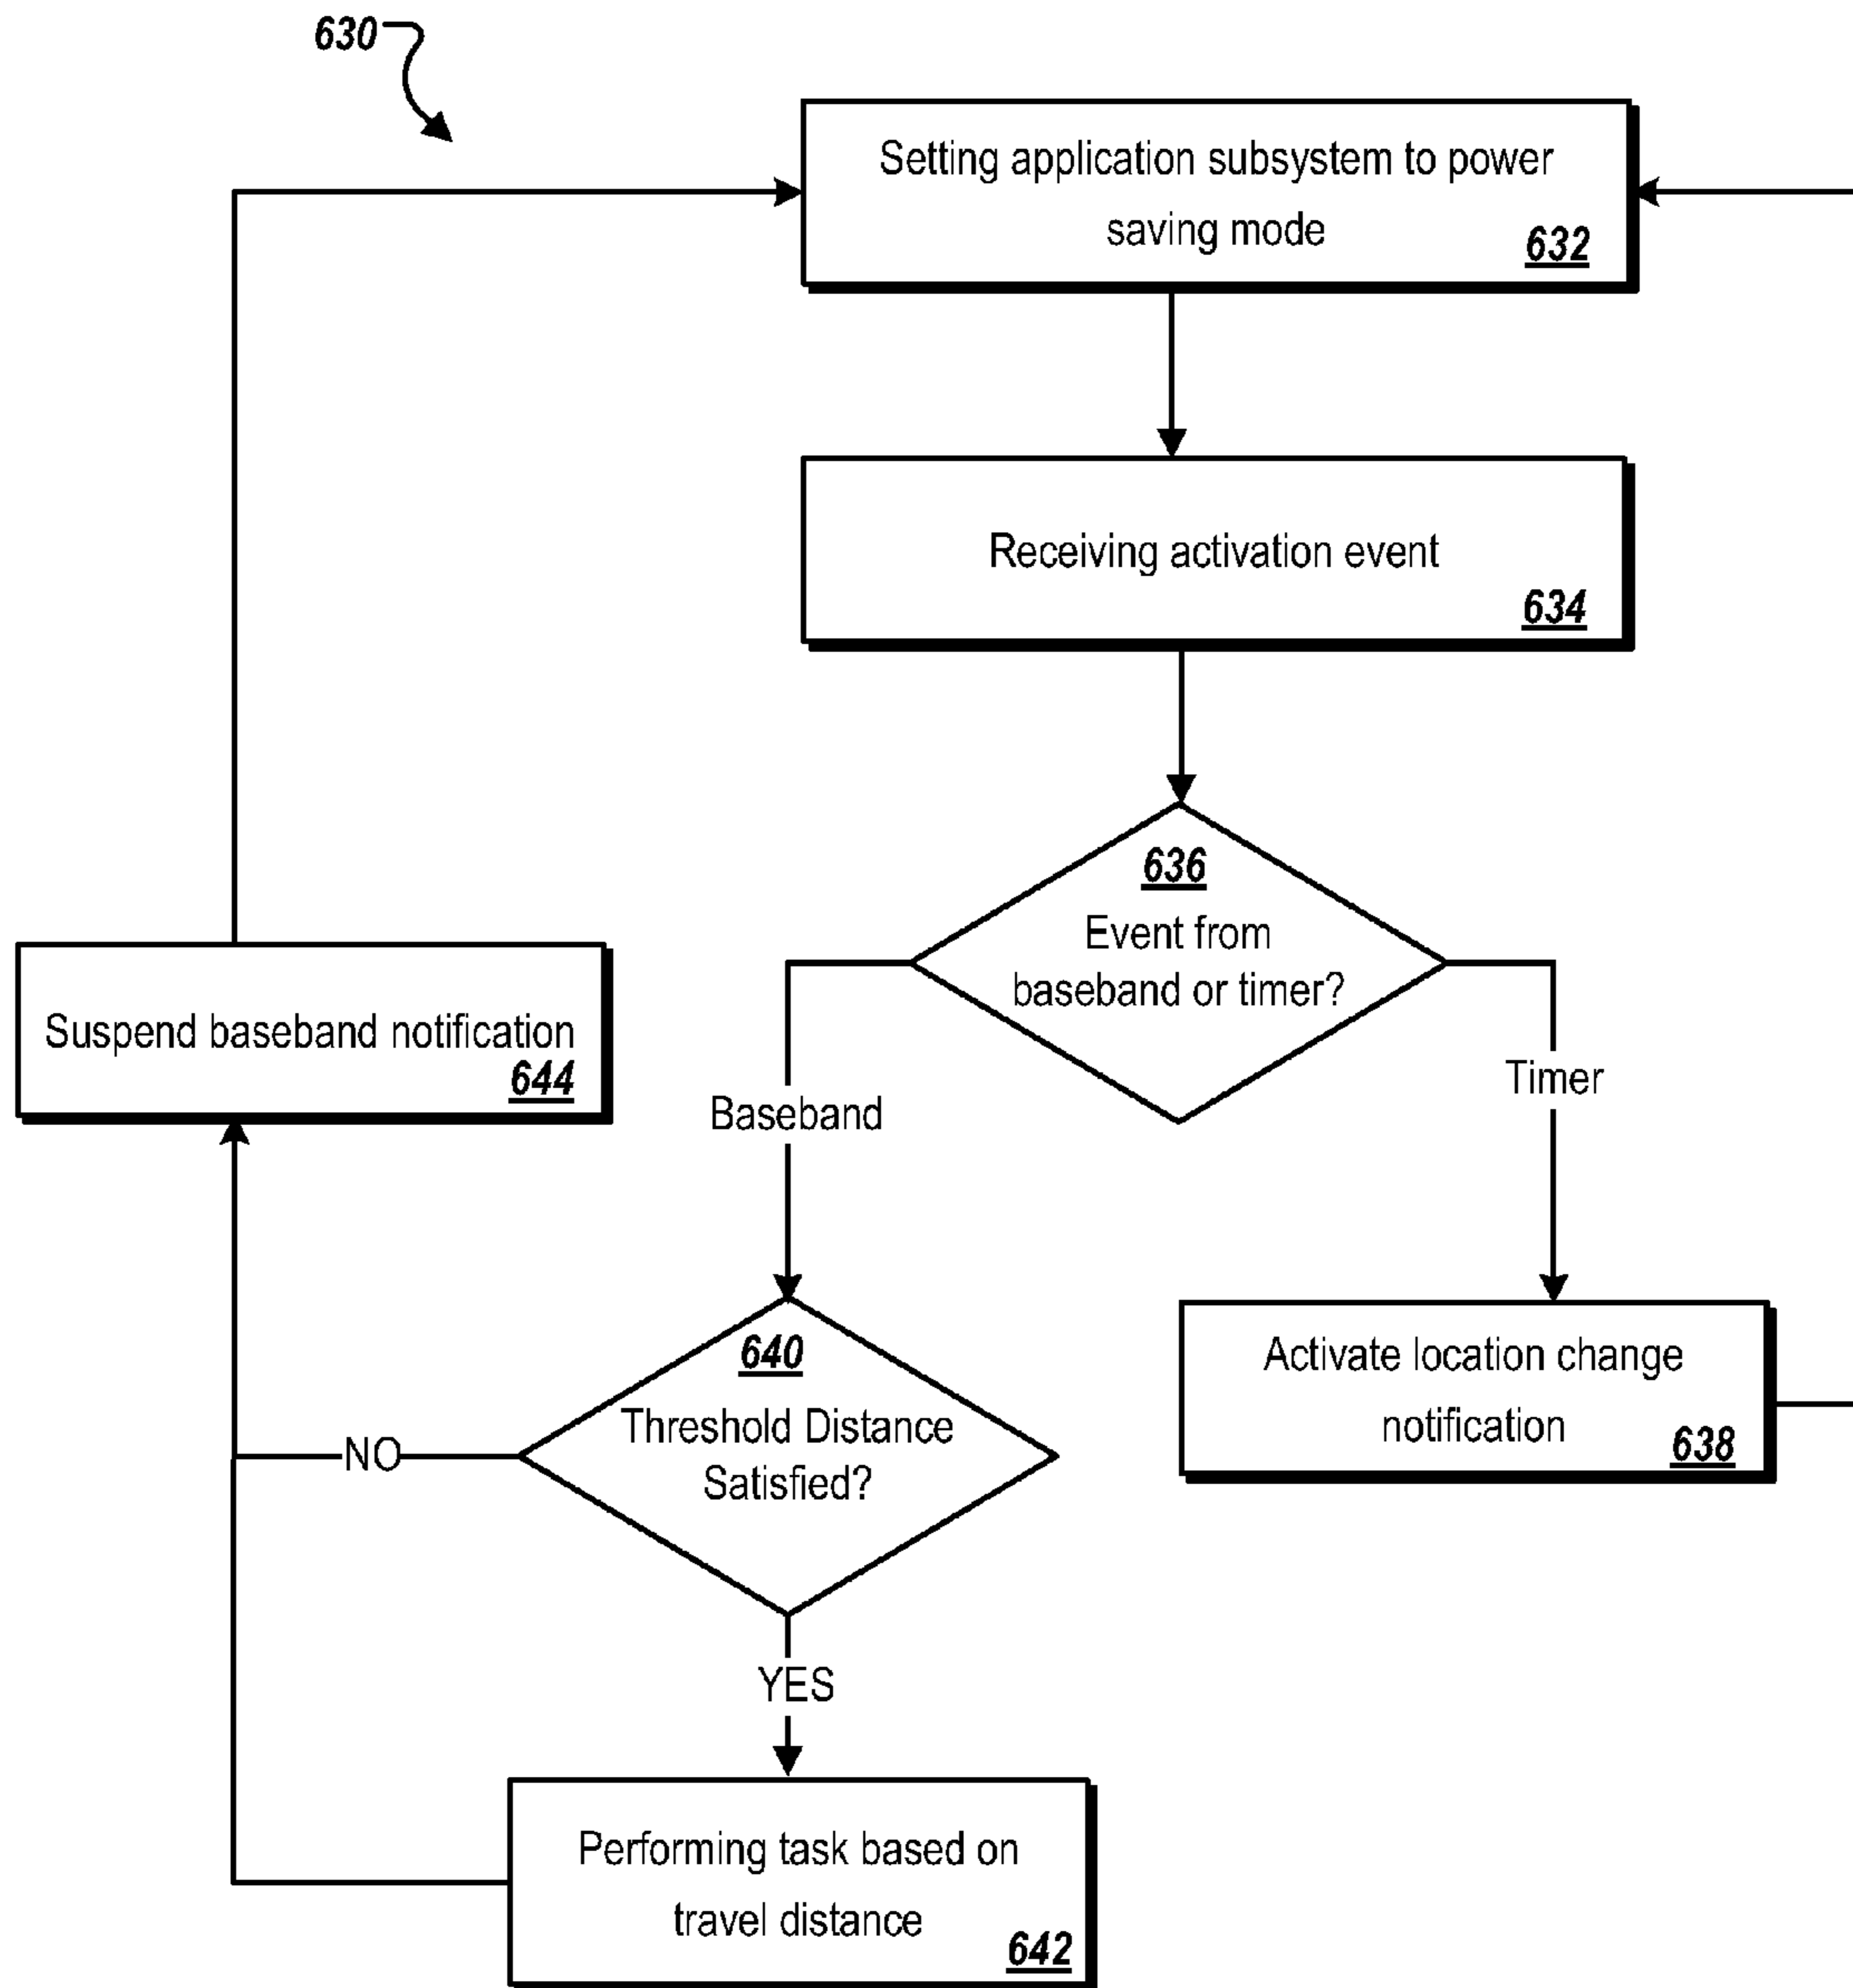 630
Setting application subsystem to power
saving mode
632
Receiving activation event
634
636
Event from
baseband or timer?
Suspend baseband notification
644
Baseband
Timer
640
Threshold Distance
Satisfied?
NO
YES
Activate location change
notification
638
Performing task based on
travel distance
642